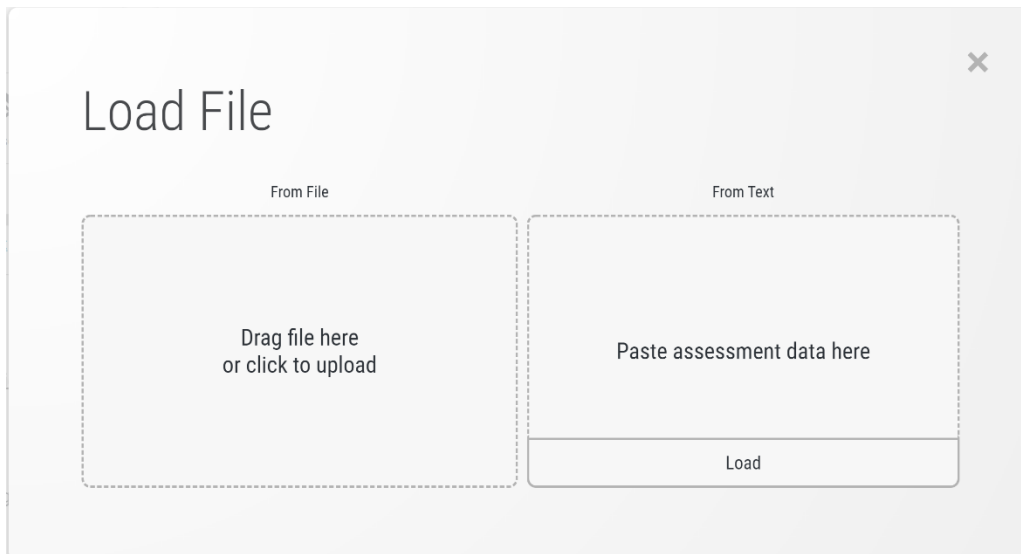 Load File
From File
From Text
Drag file here
or click to upload
Paste assessment data here
Load